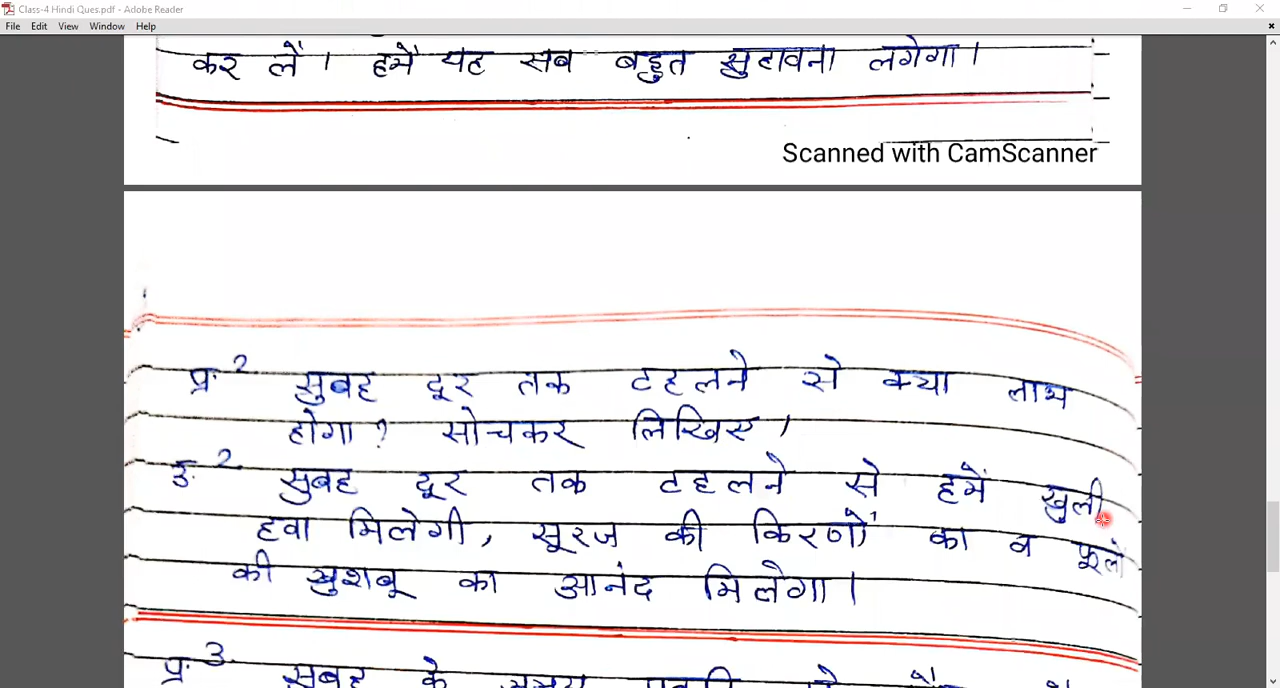 Class-4 Hindi Ques.pdf - Adobe Reader
File Edit View Window Help
कर लें। हमें यह सब बहुत सुहावना लगेगा।
Scanned with CamScanner
प्र.2 सुबह दूर तक टहलने से क्या लाभ
होगा? सोचकर लिखिए।
उ.2. सुबह दूर तक टहलने से हमें खुली
हवा मिलेगी, सूरज की किरणों का व फूलों
की खुशबू का आनंद मिलेगा।
प्र.3. सुबह के समय